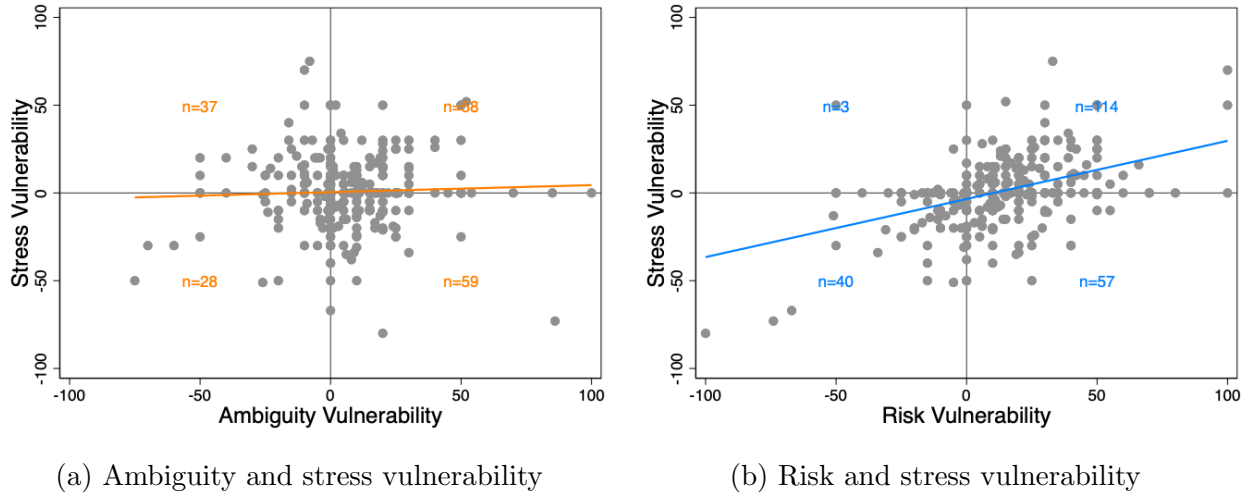 Stress Vulnerability
100
50
0
-50
-100
n=37
n=28
n=59
-100
-50
0
50
100
Ambiguity Vulnerability
(a) Ambiguity and stress vulnerability
Stress Vulnerability
100
50
0
-50
-100
n=3
n=114
n=40
n=57
-100
-50
0
50
100
Risk Vulnerability
(b) Risk and stress vulnerability